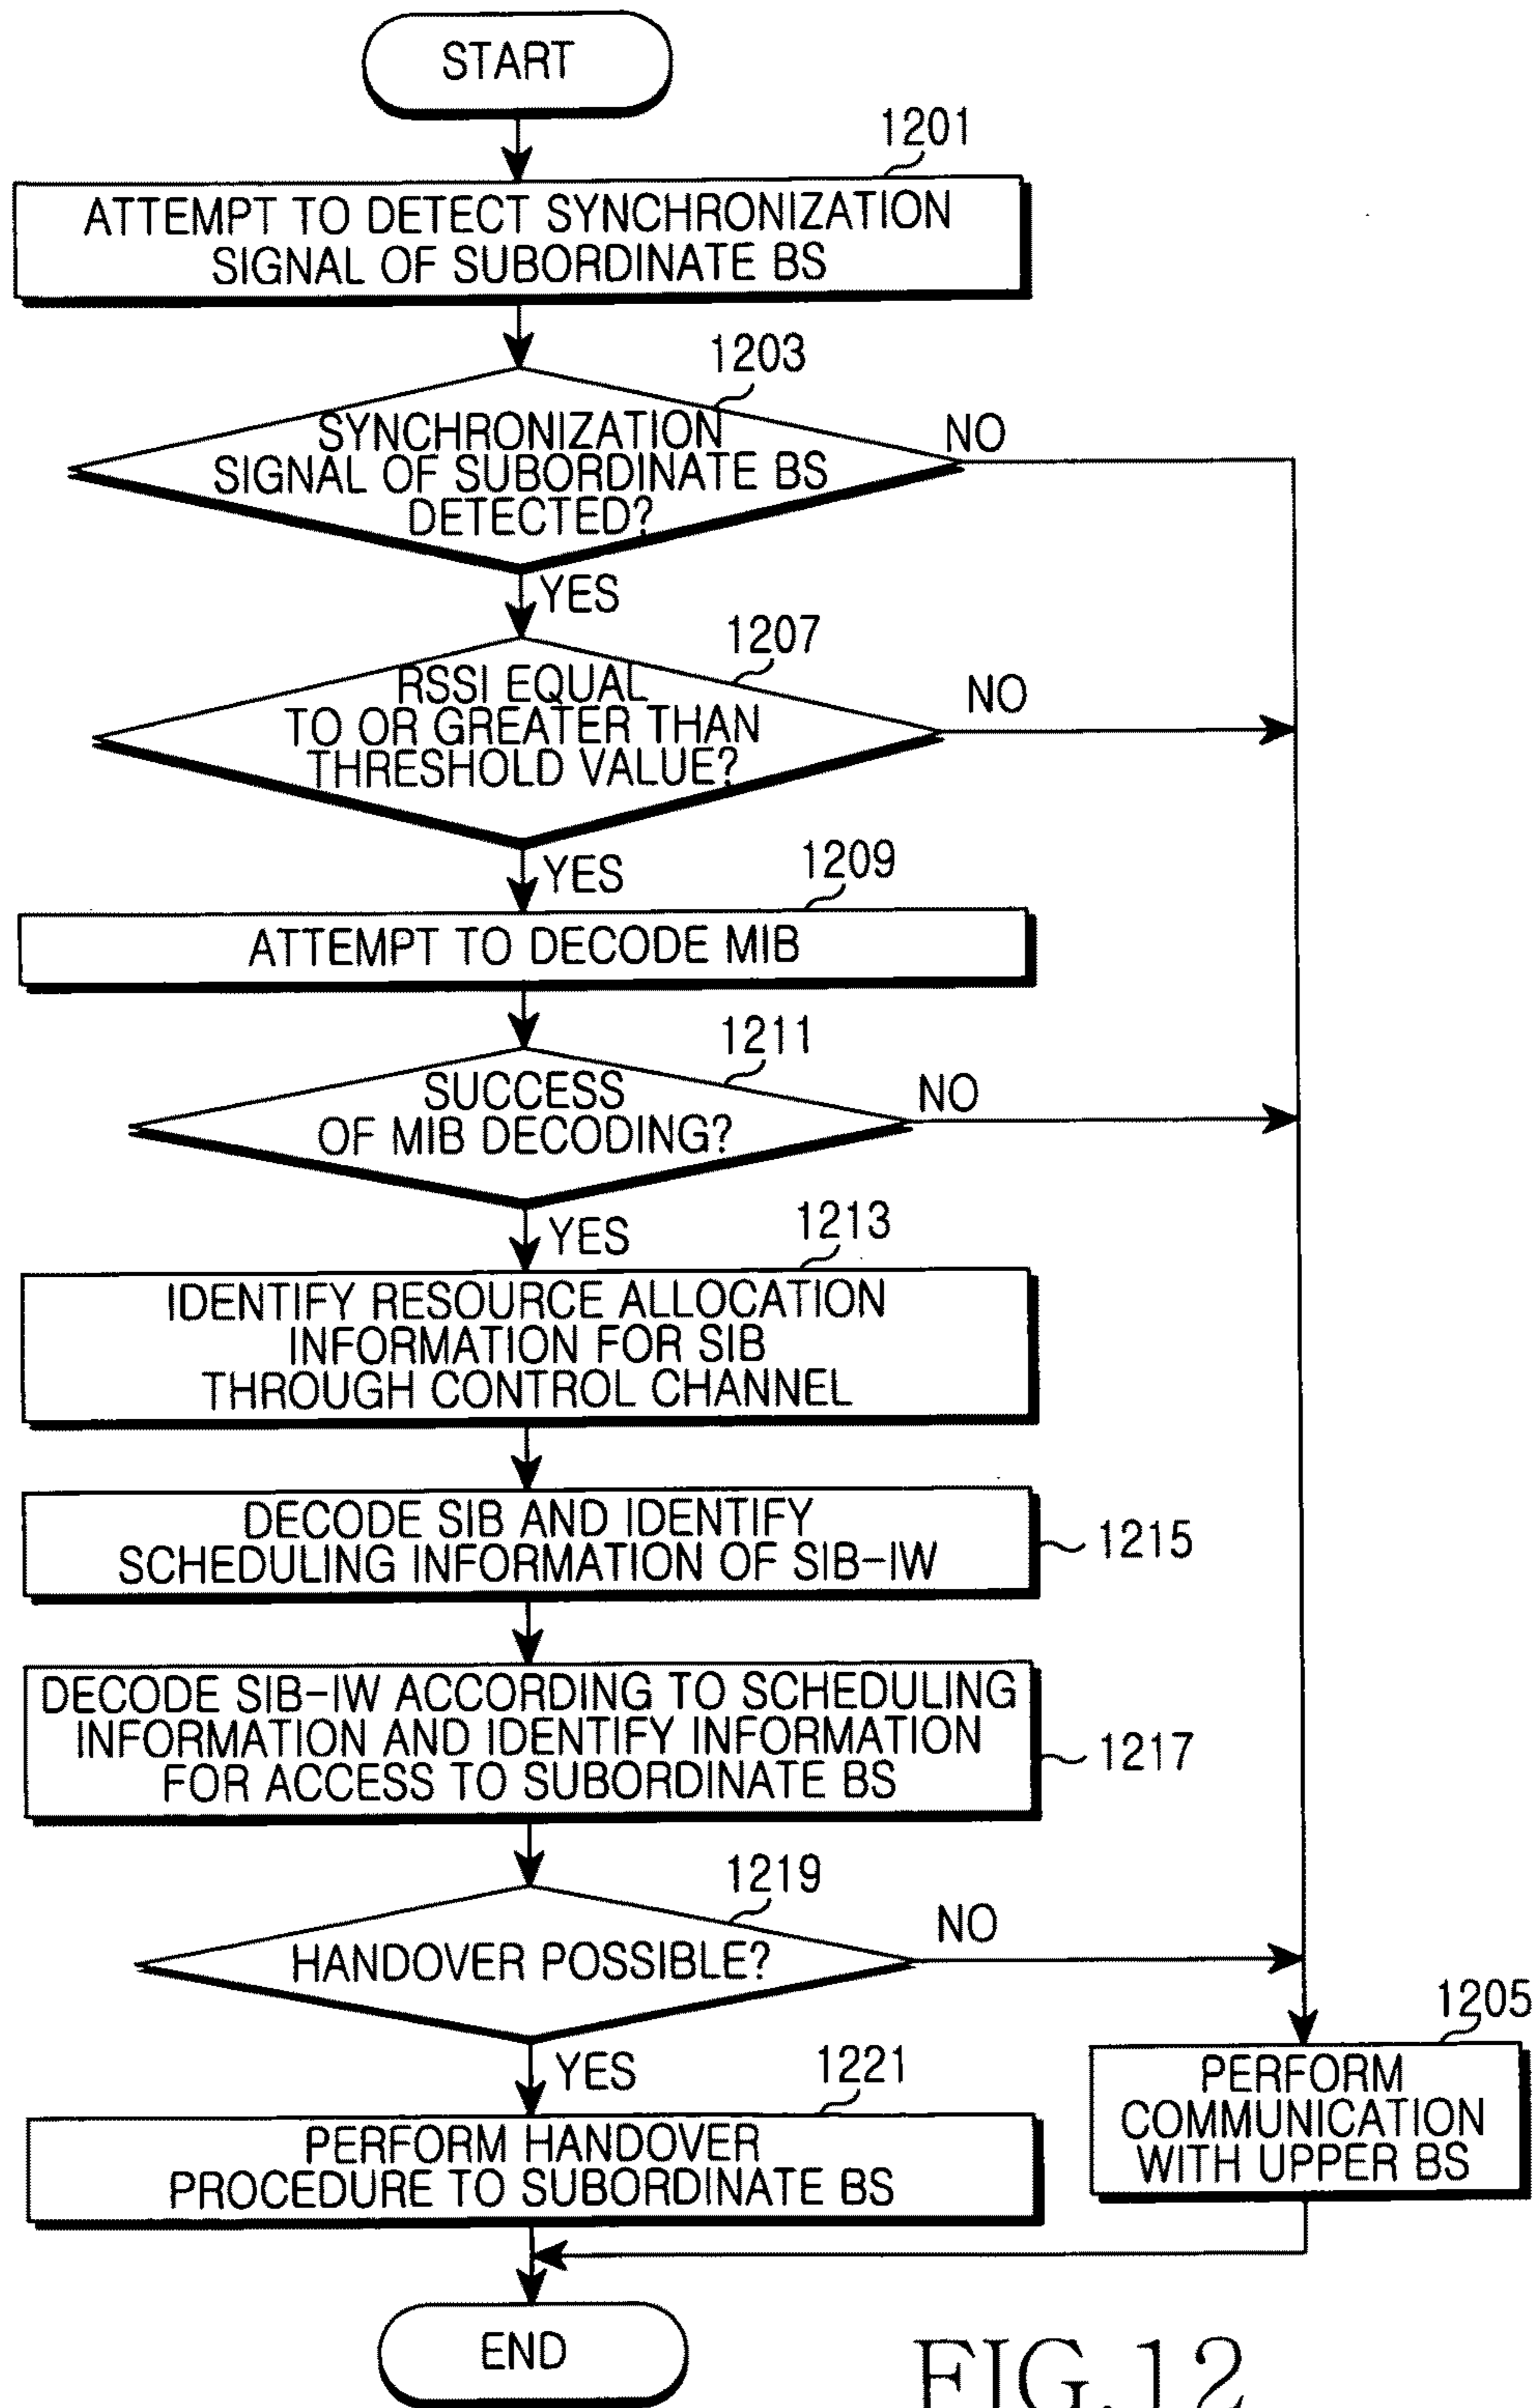 START
1201
ATTEMPT TO DETECT SYNCHRONIZATION
SIGNAL OF SUBORDINATE BS
1203
SYNCHRONIZATION
SIGNAL OF SUBORDINATE BS
DETECTED?
NO
YES
1207
RSSI EQUAL
TO OR GREATER THAN
THRESHOLD VALUE?
NO
YES
1209
ATTEMPT TO DECODE MIB
1211
SUCCESS
OF MIB DECODING?
NO
YES
1213
IDENTIFY RESOURCE ALLOCATION
INFORMATION FOR SIB
THROUGH CONTROL CHANNEL
DECODE SIB AND IDENTIFY
SCHEDULING INFORMATION OF SIB-IW
1215
DECODE SIB-IW ACCORDING TO SCHEDULING
INFORMATION AND IDENTIFY INFORMATION
FOR ACCESS TO SUBORDINATE BS
1217
1219
HANDOVER POSSIBLE?
NO
YES
1205
PERFORM
COMMUNICATION
WITH UPPER BS
1221
PERFORM HANDOVER
PROCEDURE TO SUBORDINATE BS
END
FIG.12